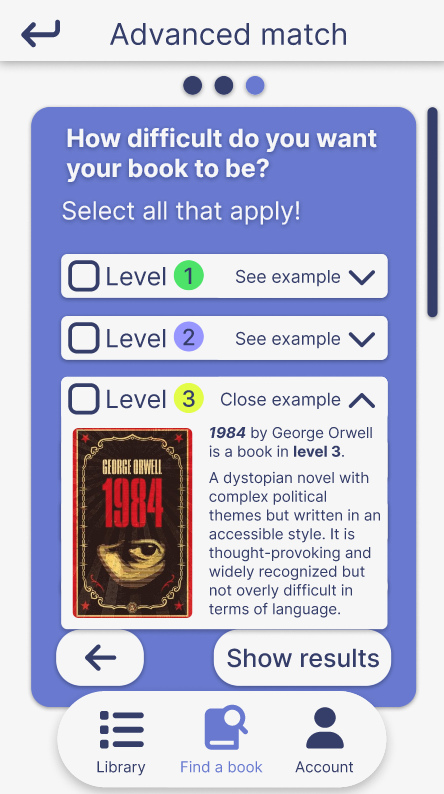 Advanced match
How difficult do you want
your book to be?
Select all that apply!
Level 1 See example
Level 2 See example
Level 3 Close example
GEORGE ORWELL
1984
1984 by George Orwell
is a book in level 3.
A dystopian novel with
complex political
themes but written in an
accessible style. It is
thought-provoking and
widely recognized but
not overly difficult in
terms of language.
Show results
Library Find a book Account